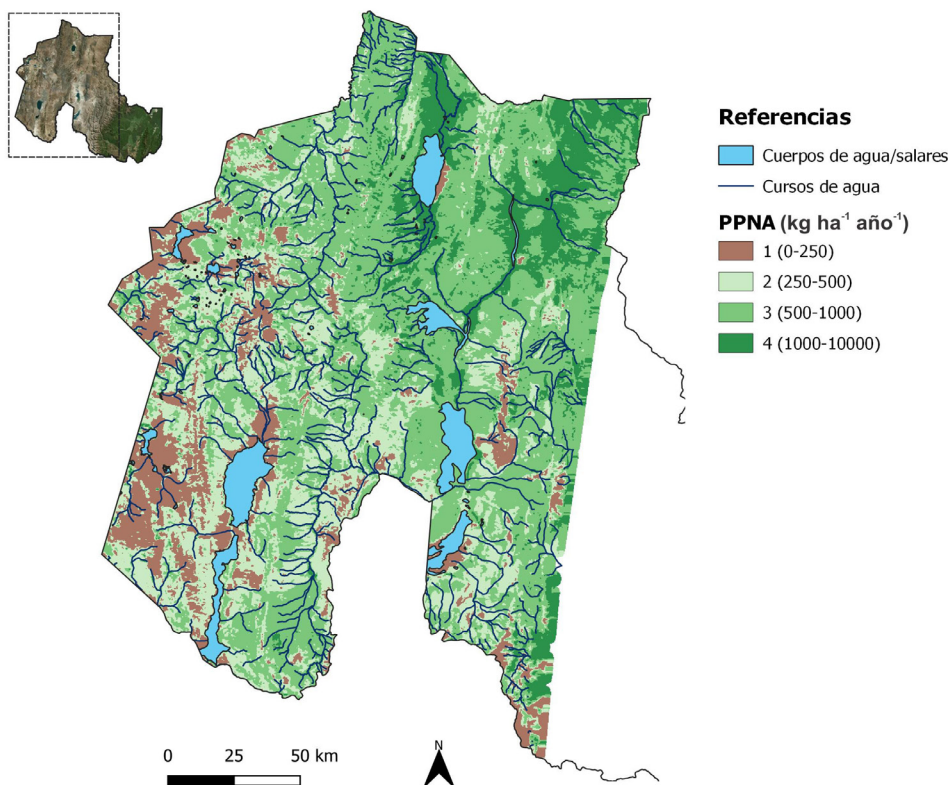 Referencias
Cuerpos de agua/salares
Cursos de agua
PPNA (kg ha⁻¹ año⁻¹)
1 (0-250)
2 (250-500)
3 (500-1000)
4 (1000-10000)
0 25 50 km
N